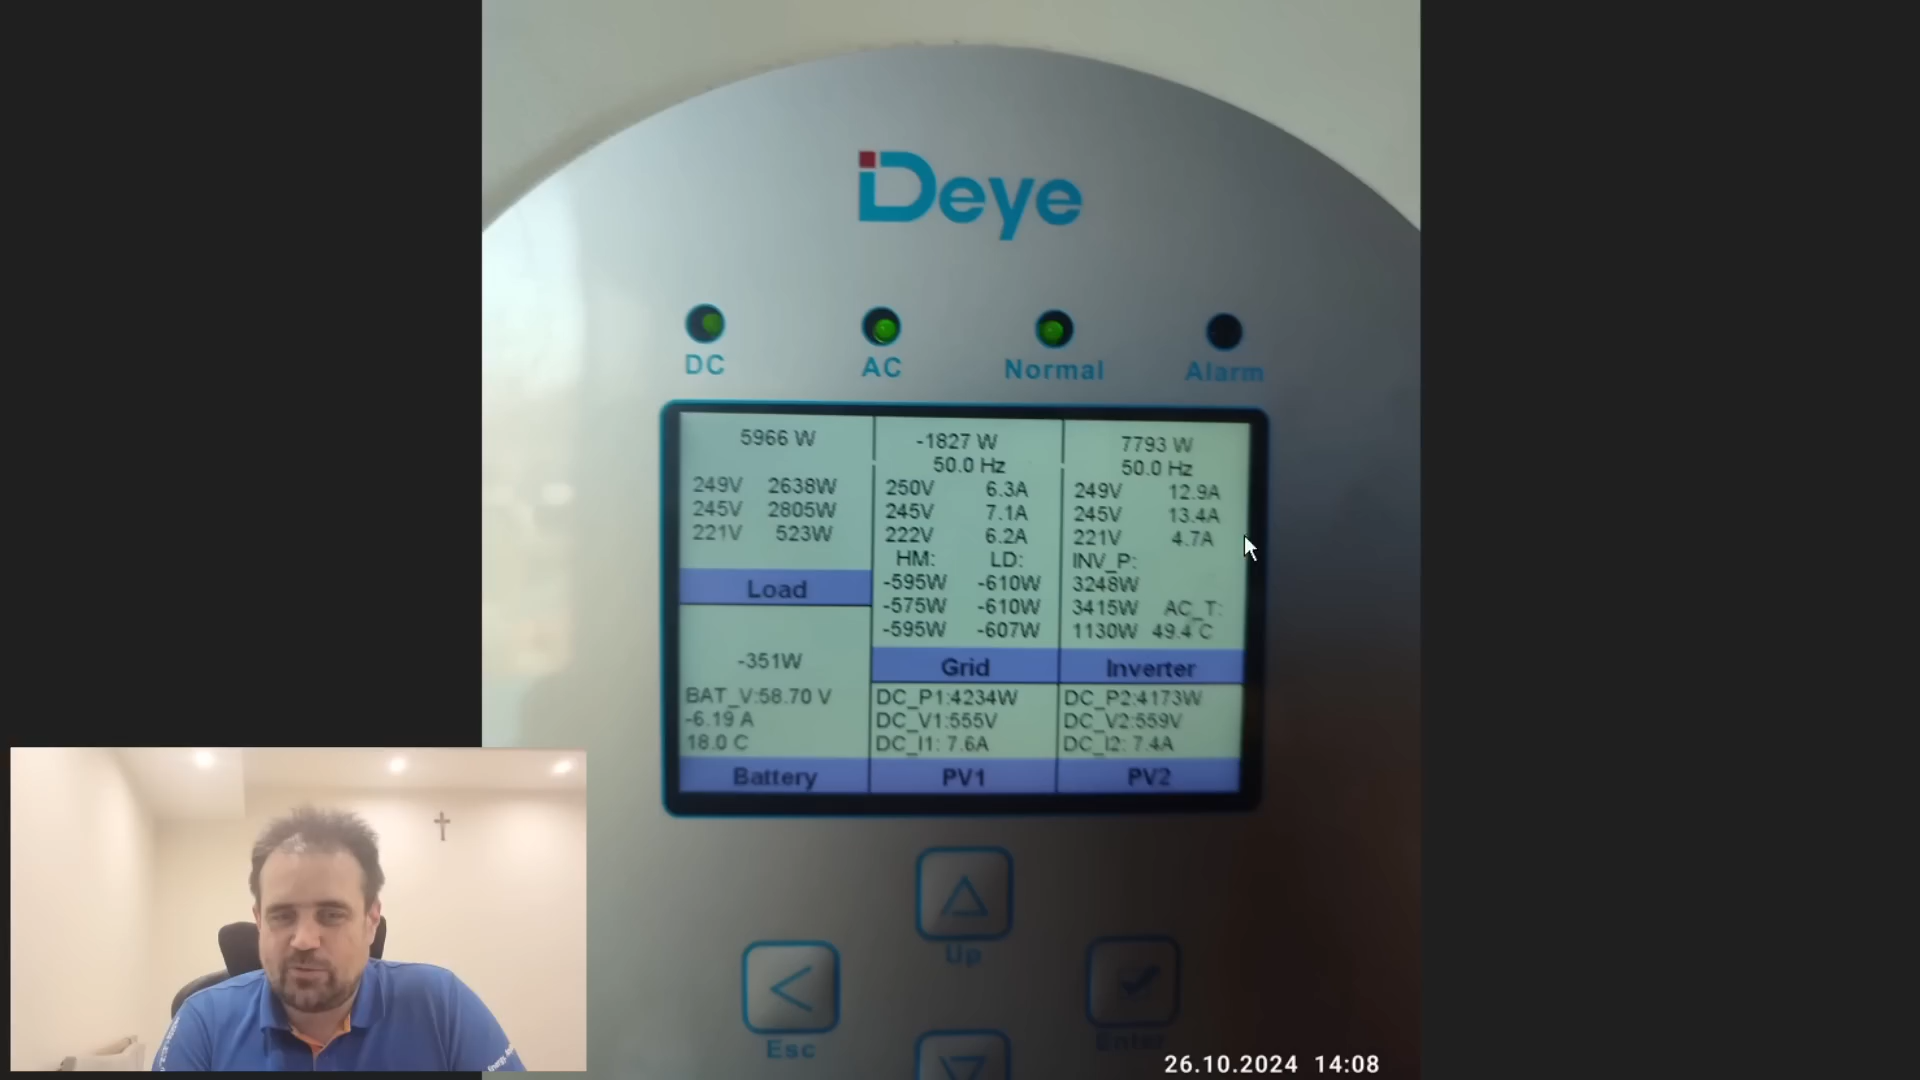 Deye
DC
AC
Normal
Alarm
5966 W
249V 2638W
245V 2805W
221V 523W
Load
-1827 W
50.0 Hz
250V 6.3A
245V 7.1A
222V 6.2A
HM: LD:
-595W -610W
-575W -610W
-595W -607W
Grid
7793 W
50.0 Hz
249V 12.9A
245V 13.4A
221V 4.7A
INV_P:
3248W
3415W AC_T:
1130W 49.4 C
Inverter
-351W
BAT_V:58.70 V
-6.19 A
18.0 C
Battery
DC_P1:4234W
DC_V1:555V
DC_I1: 7.6A
PV1
DC_P2:4173W
DC_V2:559V
DC_I2: 7.4A
PV2
Up
Esc
Enter
26.10.2024 14:08